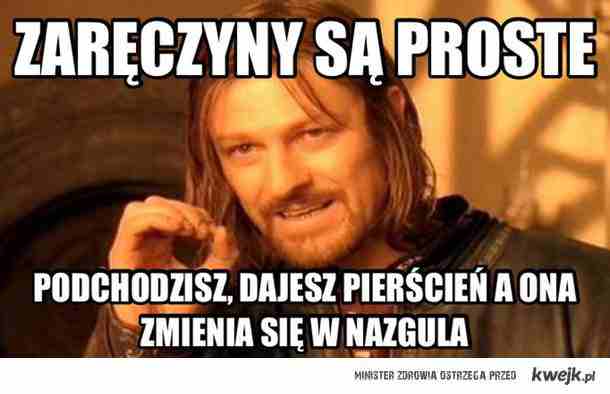 ZARĘCZYNY SĄ PROSTE
PODCHODZISZ, DAJESZ PIERŚCIEŃ A ONA
ZMIENIA SIĘ W NAZGULA
MINISTER ZDROWIA OSTRZEGA PRZED kwejk.pl